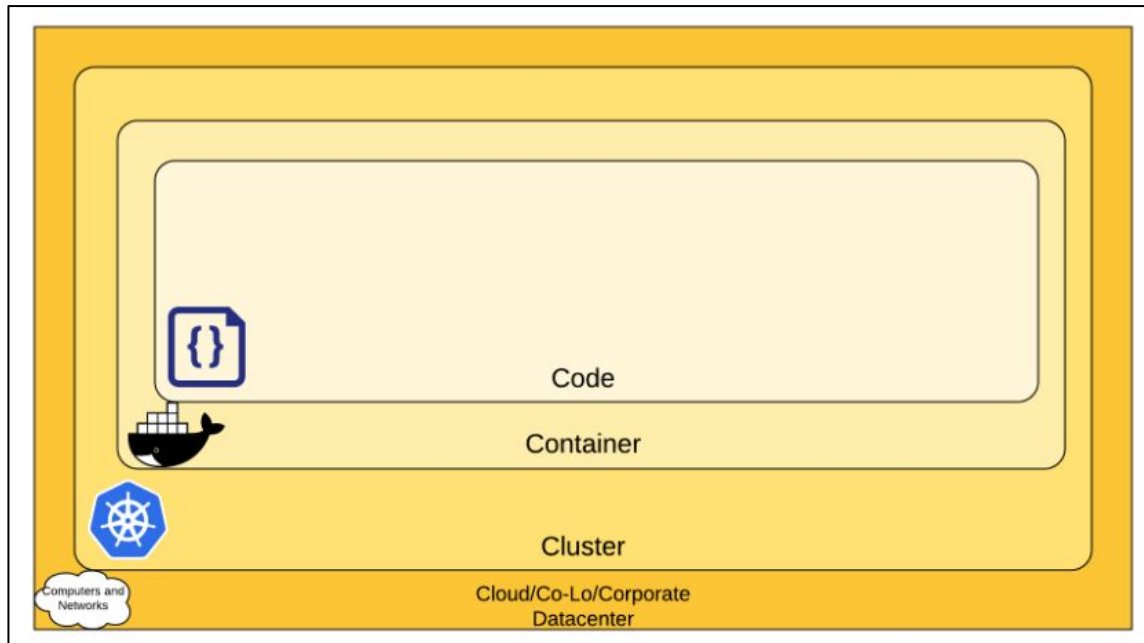 {}
Code
Container
Cluster
Computers and
Networks
Cloud/Co-Lo/Corporate
Datacenter